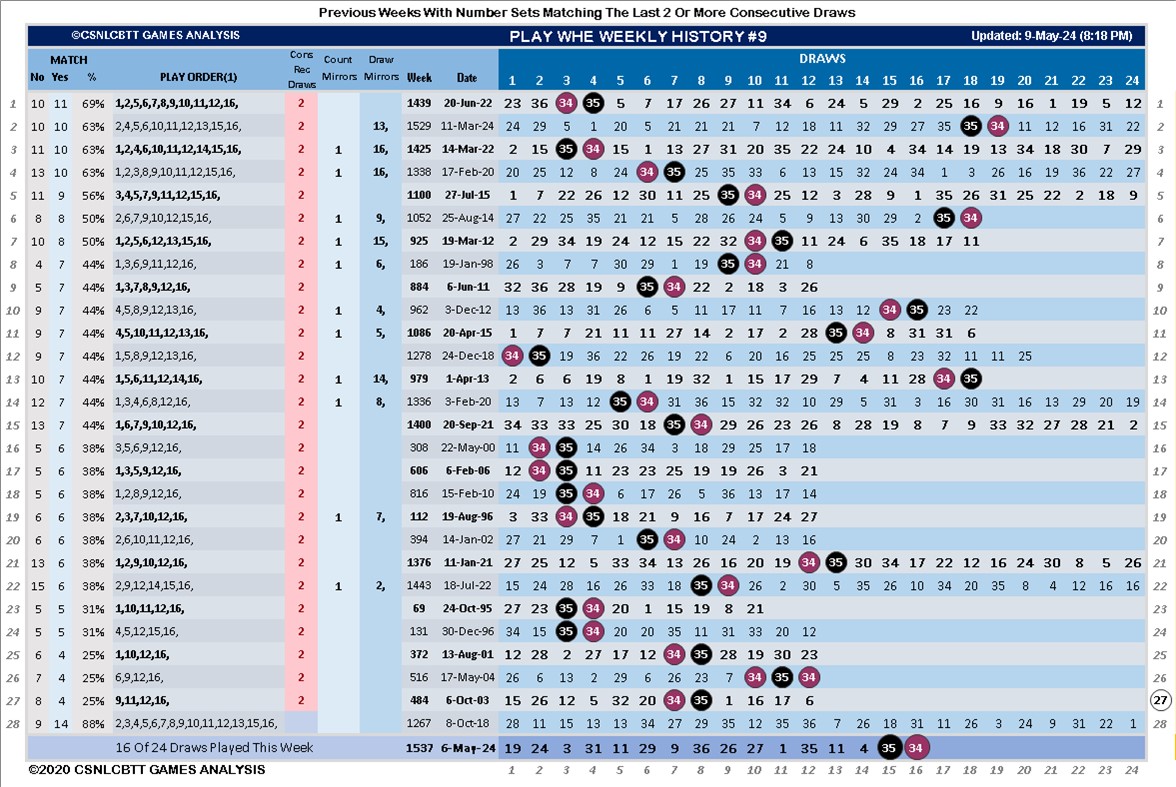 Previous Weeks With Number Sets Matching The Last 2 Or More Consecutive Draws
©CSNLCBTT GAMES ANALYSIS PLAY WHE WEEKLY HISTORY #9 Updated: 9-May-24 (8:18 PM)
MATCH Cons Count Draw DRAWS
No Yes % PLAY ORDER(1) Rec Draws Mirrors Mirrors Week Date 1 2 3 4 5 6 7 8 9 10 11 12 13 14 15 16 17 18 19 20 21 22 23 24
1 10 11 69% 1,2,5,6,7,8,9,10,11,12,16, 2 1439 20-Jun-22 23 36 34 35 5 7 17 26 27 11 34 6 24 5 29 2 25 16 9 16 1 19 5 12 1
2 10 10 63% 2,4,5,6,10,11,12,13,15,16, 2 13, 1529 11-Mar-24 24 29 5 1 20 5 21 21 21 7 12 18 11 32 29 27 35 35 34 11 12 16 31 22 2
3 11 10 63% 1,2,4,6,10,11,12,14,15,16, 2 1 16, 1425 14-Mar-22 2 15 35 34 15 1 13 27 31 20 35 22 24 10 4 34 14 19 13 34 18 30 7 29 3
4 13 10 63% 1,2,3,8,9,10,11,12,15,16, 2 1 16, 1338 17-Feb-20 20 25 12 8 24 34 35 25 35 33 6 13 15 32 24 34 1 3 26 16 19 19 36 23 4
5 11 9 56% 3,4,5,7,9,11,12,15,16, 2 1100 27-Jul-15 1 7 22 26 12 30 11 25 35 34 25 12 3 28 9 1 35 26 31 25 22 2 18 9 5
6 8 8 50% 2,6,7,9,10,12,15,16, 2 1 9, 1052 25-Aug-14 27 22 25 35 21 21 5 28 26 24 5 9 13 30 29 2 35 34 6
7 10 8 50% 1,2,5,6,12,13,15,16, 2 1 15, 925 19-Mar-12 2 29 34 19 24 12 15 22 32 34 35 11 24 6 35 18 17 11 7
8 4 7 44% 1,3,6,9,11,12,16, 2 1 6, 186 19-Jan-98 26 3 7 7 30 29 1 19 35 34 21 8 8
9 5 7 44% 1,3,7,8,9,12,16, 2 884 6-Jun-11 32 36 28 19 9 35 34 22 2 18 3 26 9
10 9 7 44% 4,5,8,9,12,13,16, 2 1 4, 962 3-Dec-12 13 36 13 31 26 6 5 11 17 11 7 16 13 12 34 35 23 22 10
11 9 7 44% 4,5,10,11,12,13,16, 2 1 5, 1086 20-Apr-15 1 7 7 21 11 11 27 14 2 17 2 28 35 34 8 31 31 6 11
12 9 7 44% 1,5,8,9,12,13,16, 2 1278 24-Dec-18 34 35 19 36 22 26 19 22 6 20 16 25 25 25 8 23 32 11 11 25 12
13 10 7 44% 1,5,6,11,12,14,16, 2 1 14, 979 1-Apr-13 2 6 6 19 8 1 19 32 1 15 17 29 7 4 11 28 34 35 13
14 12 7 44% 1,3,4,6,8,12,16, 2 1 8, 1336 3-Feb-20 13 7 13 12 35 34 31 36 15 32 32 10 14 29 5 31 3 16 30 31 16 13 29 20 19 14
15 13 7 44% 1,6,7,9,10,12,16, 2 1400 20-Sep-21 34 33 33 25 30 18 35 34 29 26 23 26 8 28 19 8 7 9 33 32 27 28 21 2 15
16 5 6 38% 3,5,6,9,12,16, 2 308 22-May-00 11 34 35 14 26 34 3 18 29 25 17 18 16
17 5 6 38% 1,3,5,9,12,16, 2 606 6-Feb-06 12 34 35 11 23 23 25 19 19 26 3 21 17
18 5 6 38% 1,2,8,9,12,16, 2 816 15-Feb-10 24 19 35 34 6 17 26 5 36 13 17 14 18
19 6 6 38% 2,3,7,10,12,16, 2 1 7, 112 19-Aug-96 3 33 34 35 18 21 9 16 7 17 24 27 19
20 6 6 38% 2,6,10,11,12,16, 2 394 14-Jan-02 27 21 29 7 1 35 34 10 24 2 13 16 20
21 13 6 38% 1,2,9,10,12,16, 2 1376 11-Jan-21 27 25 12 5 33 34 13 26 16 20 19 34 35 30 34 17 22 12 16 24 30 8 5 26 21
22 15 6 38% 2,9,12,14,15,16, 2 1 2, 1443 18-Jul-22 15 24 28 16 26 33 18 35 34 26 2 30 5 35 26 10 34 20 35 8 4 12 16 16 22
23 5 5 31% 1,10,11,12,16, 2 69 24-Oct-95 27 23 35 34 20 1 15 19 8 21 23
24 5 5 31% 4,5,12,15,16, 2 131 30-Dec-96 34 15 35 34 20 20 35 11 31 33 20 12 24
25 6 4 25% 1,10,12,16, 2 372 13-Aug-01 12 28 2 27 17 12 34 35 28 19 30 23 25
26 7 4 25% 6,9,12,16, 2 516 17-May-04 26 6 13 2 29 6 26 23 7 34 35 34 26
27 8 4 25% 9,11,12,16, 2 484 6-Oct-03 15 26 12 5 32 20 34 35 1 16 17 6 27
28 9 14 88% 2,3,4,5,6,7,8,9,10,11,12,13,15,16, 1267 8-Oct-18 28 11 19 31 3 34 27 29 35 12 35 36 7 26 18 31 11 26 3 24 9 31 22 1 28
16 Of 24 Draws Played This Week 1537 6-May-24 19 24 3 31 11 29 9 36 26 27 1 35 11 4 35 34
©2020 CSNLCBTT GAMES ANALYSIS 1 2 3 4 5 6 7 8 9 10 11 12 13 14 15 16 17 18 19 20 21 22 23 24